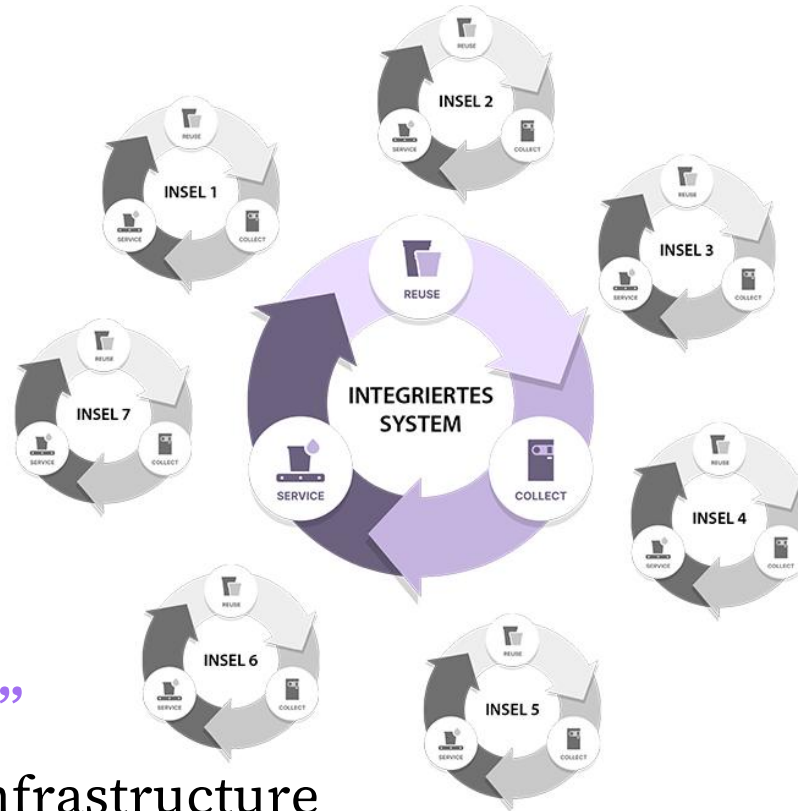 REUSE
INSEL 2
SERVICE
COLLECT
REUSE
INSEL 1
SERVICE
COLLECT
REUSE
INSEL 3
SERVICE
COLLECT
REUSE
INTEGRIERTES
SYSTEM
SERVICE
COLLECT
REUSE
INSEL 7
SERVICE
COLLECT
REUSE
INSEL 4
SERVICE
COLLECT
REUSE
INSEL 6
SERVICE
COLLECT
REUSE
INSEL 5
SERVICE
COLLECT
”
nfrastructure